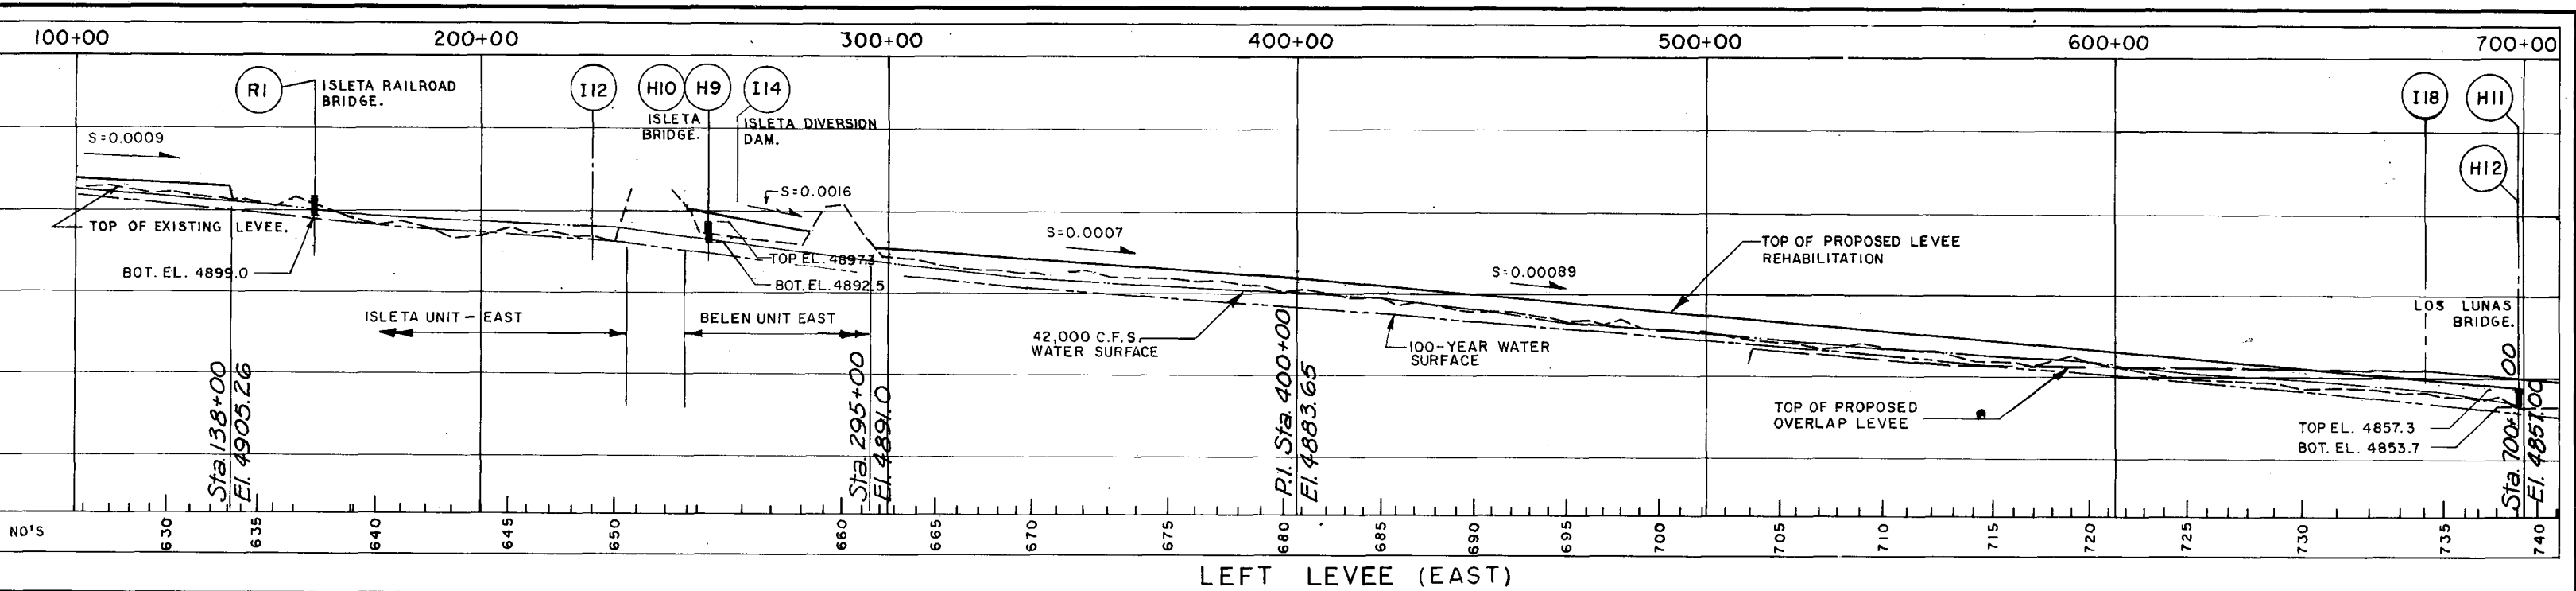 100+00 200+00 300+00 400+00 500+00 600+00 700+00
R1
ISLETA RAILROAD
BRIDGE.
I12
H10
H9
I14
ISLETA
BRIDGE.
ISLETA DIVERSION
DAM.
I18
H11
H12
S=0.0009
S=0.0016
S=0.0007
S=0.00089
TOP OF EXISTING LEVEE.
BOT. EL. 4899.0
TOP EL. 4897.3
BOT. EL. 4892.5
TOP OF PROPOSED LEVEE
REHABILITATION
LOS LUNAS
BRIDGE.
ISLETA UNIT - EAST
BELEN UNIT EAST
42,000 C.F.S.
WATER SURFACE
100-YEAR WATER
SURFACE
TOP OF PROPOSED
OVERLAP LEVEE
TOP EL. 4857.3
BOT. EL. 4853.7
Sta. 138+00
El. 4905.26
Sta. 295+00
El. 4891.0
P.I. Sta. 400+00
El. 4883.65
Sta. 700+00
El. 4857.00
NO'S 630 635 640 645 650 660 665 670 675 680 685 690 695 700 705 710 715 720 725 730 735 740
LEFT LEVEE (EAST)